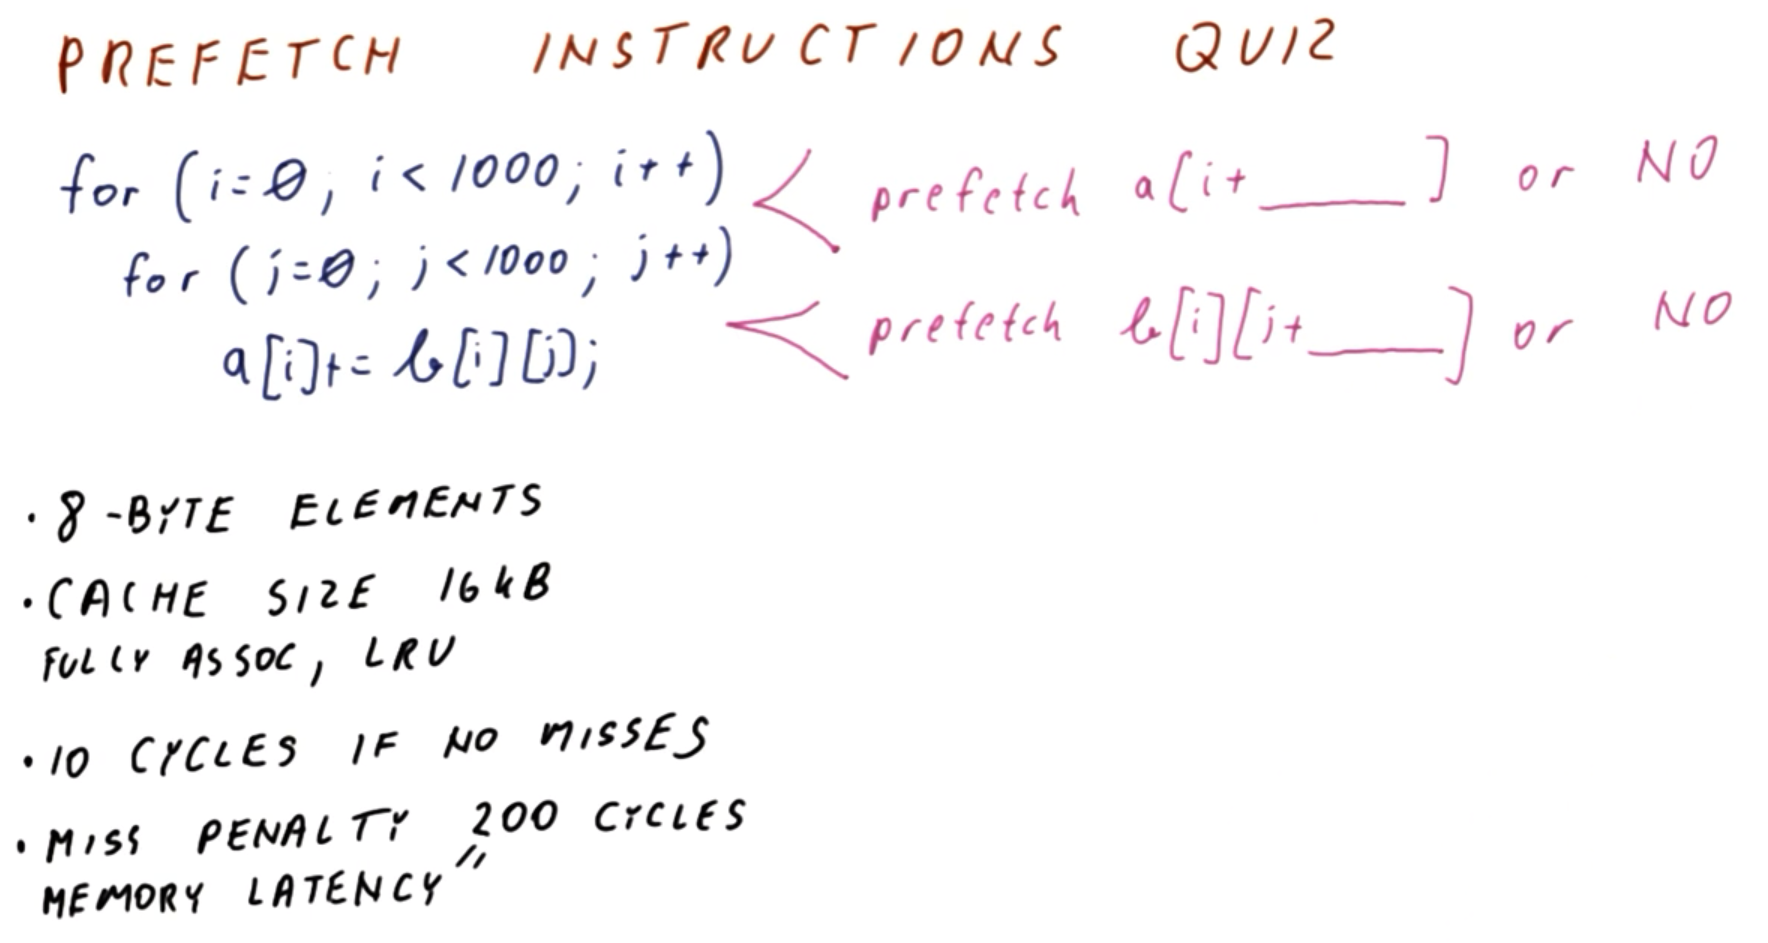 PREFETCH INSTRUCTIONS QUIZ
for (i=0, i<1000; i++) prefetch a[i+____] or NO
for (j=0; j<1000; j++)
a[i]+= b[i][j]; prefetch b[i][j+____] or NO
· 8-BYTE ELEMENTS
· CACHE SIZE 16kB
FULLY ASSOC, LRU
· 10 CYCLES IF NO MISSES
· MISS PENALTY 200 CYCLES
"
MEMORY LATENCY